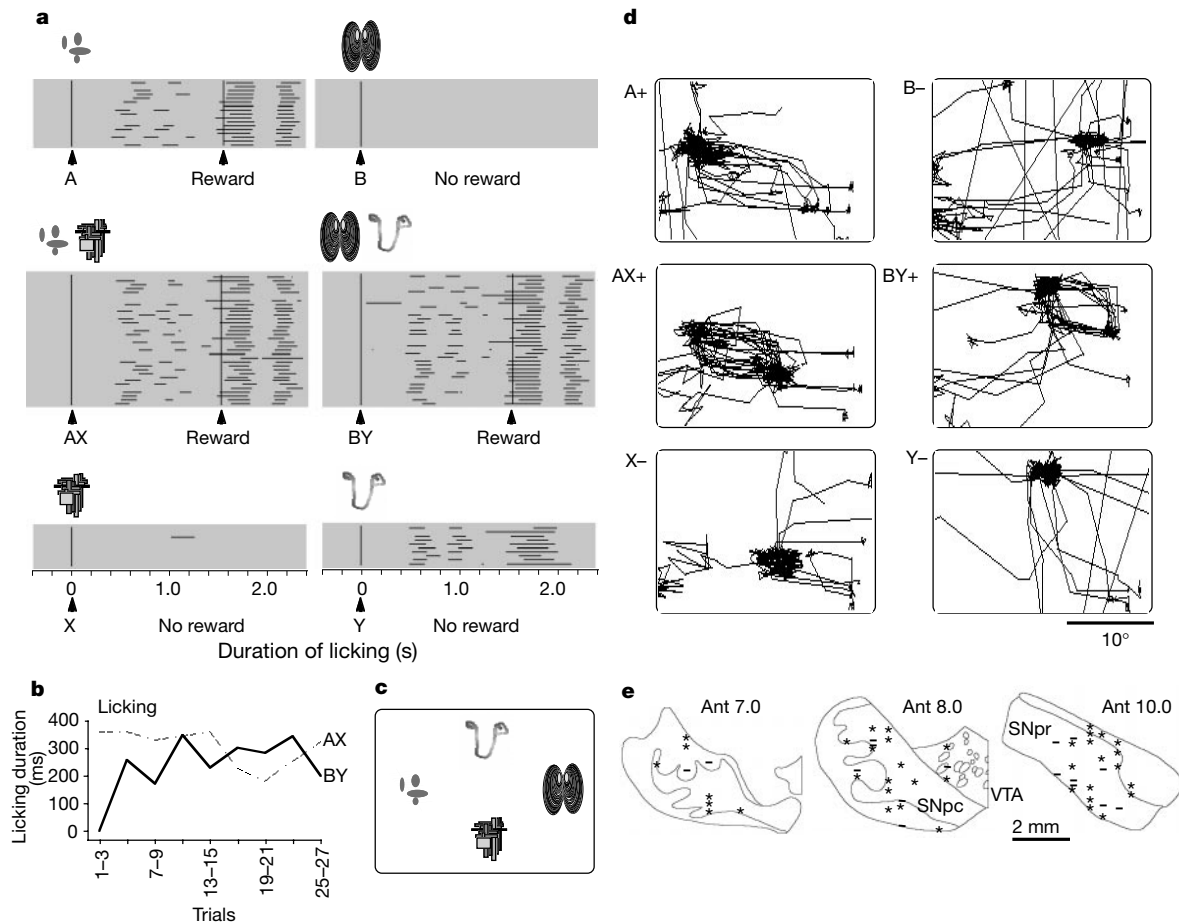 a
A Reward B No reward
AX Reward BY Reward
0 1.0 2.0 0 1.0 2.0
X No reward Y No reward
Duration of licking (s)
b
Licking
Licking duration
(ms)
400
300
200
100
0
AX
BY
1–3 7–9 13–15 19–21 25–27
Trials
c
d
A+ B–
AX+ BY+
X– Y–
10°
e
Ant 7.0 Ant 8.0 Ant 10.0
SNpr
SNpc VTA
2 mm